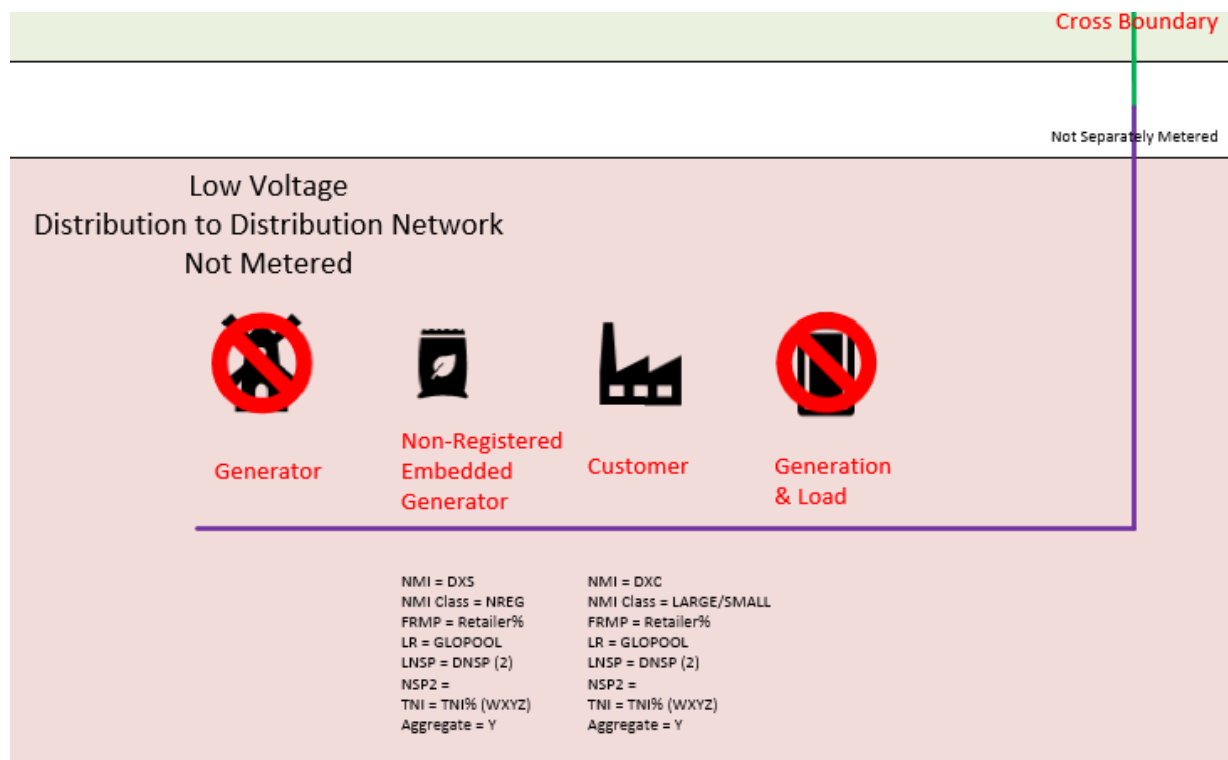 Cross Boundary
Not Separately Metered
Low Voltage
Distribution to Distribution Network
Not Metered
Generator
Non-Registered
Embedded
Generator
Customer
Generation
& Load
NMI = DXS
NMI Class = NREG
FRMP = Retailer%
LR = GLOPOOL
LNSP = DNSP (2)
NSP2 =
TNI = TNI% (WXYZ)
Aggregate = Y
NMI = DXC
NMI Class = LARGE/SMALL
FRMP = Retailer%
LR = GLOPOOL
LNSP = DNSP (2)
NSP2 =
TNI = TNI% (WXYZ)
Aggregate = Y